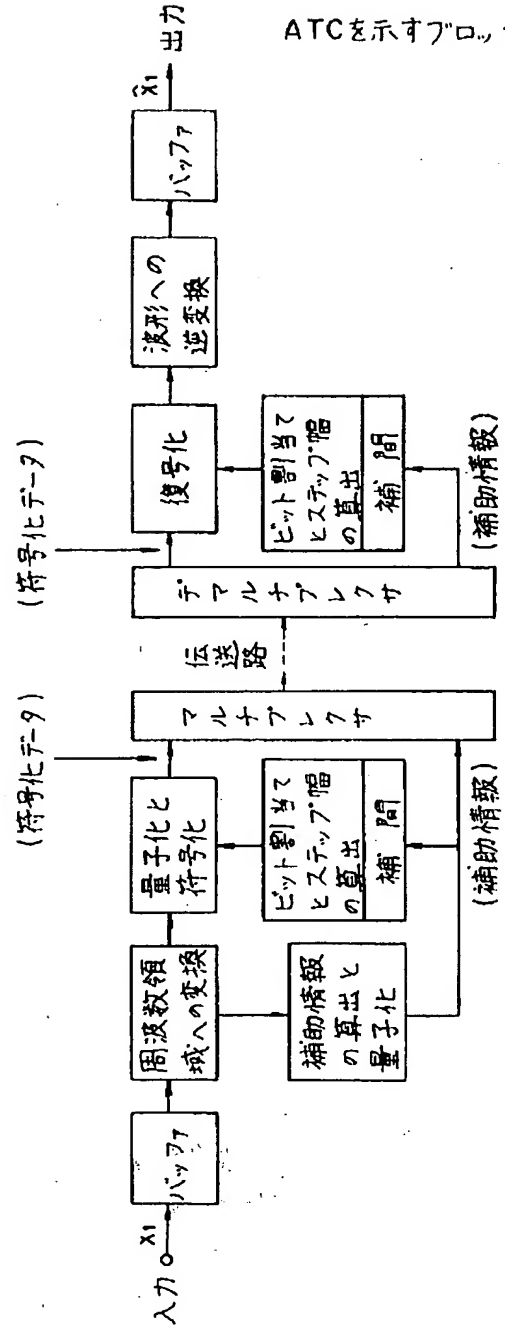 ATCを示すブロッ
入力
X₁
バッファ
周波数領
域への変換
量子化と
符号化
(符号化データ)
補助情報
の算出と
量子化
ビット割当て
とステップ幅
の算出
補間
(補助情報)
マルチプレクサ
伝送路
デマルチプレクサ
(符号化データ)
復号化
ビット割当て
とステップ幅
の算出
補間
(補助情報)
波形への
逆変換
バッファ
x̂₁
出力